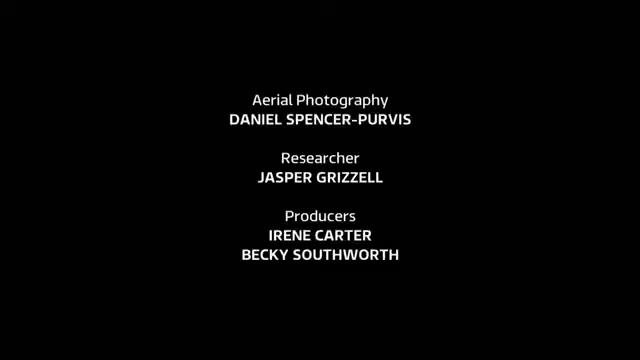 Aerial Photography
DANIEL SPENCER-PURVIS
Researcher
JASPER GRIZZELL
Producers
IRENE CARTER
BECKY SOUTHWORTH